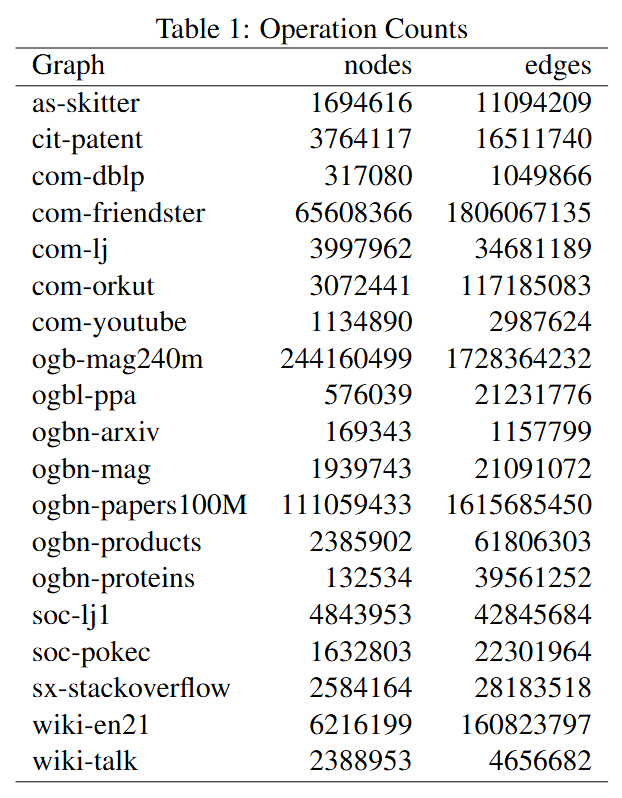 Table 1: Operation Counts
Graph nodes edges
as-skitter 1694616 11094209
cit-patent 3764117 16511740
com-dblp 317080 1049866
com-friendster 65608366 1806067135
com-lj 3997962 34681189
com-orkut 3072441 117185083
com-youtube 1134890 2987624
ogb-mag240m 244160499 1728364232
ogbl-ppa 576039 21231776
ogbn-arxiv 169343 1157799
ogbn-mag 1939743 21091072
ogbn-papers100M 111059433 1615685450
ogbn-products 2385902 61806303
ogbn-proteins 132534 39561252
soc-lj1 4843953 42845684
soc-pokec 1632803 22301964
sx-stackoverflow 2584164 28183518
wiki-en21 6216199 160823797
wiki-talk 2388953 4656682